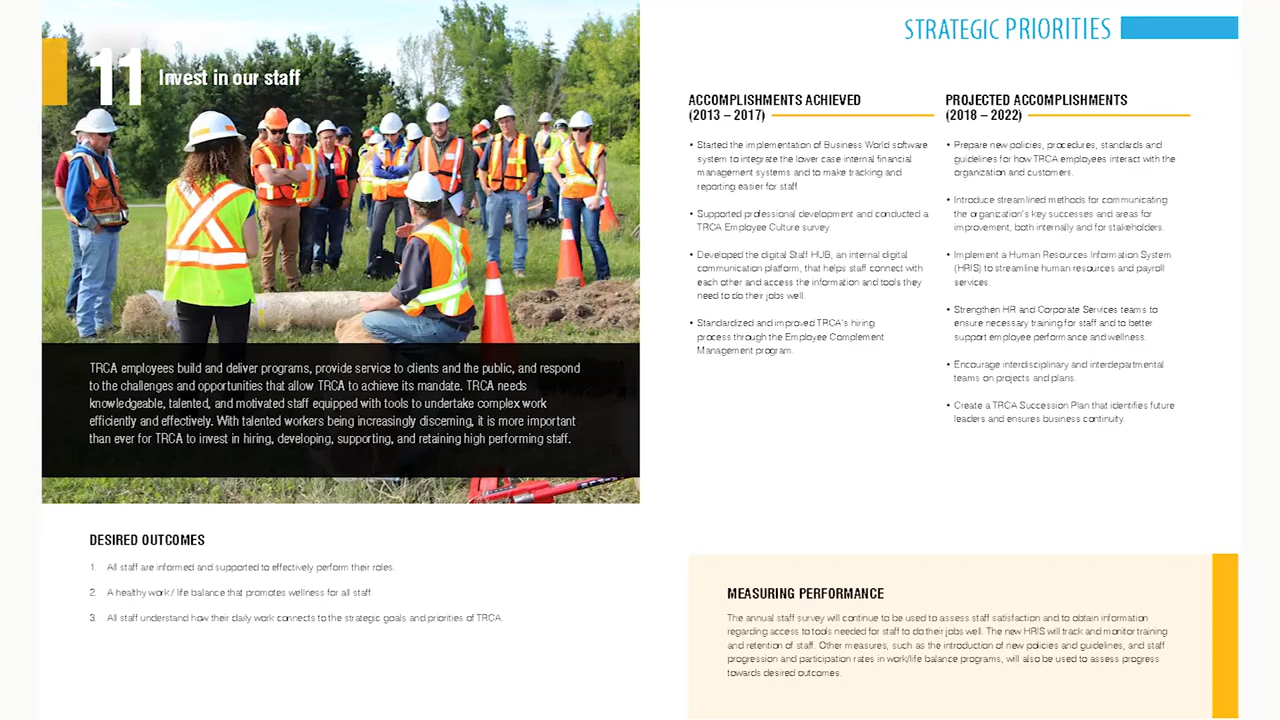 11 Invest in our staff
TRCA employees build and deliver programs, provide service to clients and the public, and respond
to the challenges and opportunities that allow TRCA to achieve its mandate. TRCA needs
knowledgeable, talented, and motivated staff equipped with tools to undertake complex work
efficiently and effectively. With talented workers being increasingly discerning, it is more important
than ever for TRCA to invest in hiring, developing, supporting, and retaining high performing staff.
DESIRED OUTCOMES
1. All staff are informed and supported to effectively perform their roles.
2. A healthy work / life balance that promotes wellness for all staff.
3. All staff understand how their daily work connects to the strategic goals and priorities of TRCA.
STRATEGIC PRIORITIES
ACCOMPLISHMENTS ACHIEVED
(2013 – 2017)
• Started the implementation of Business World software
system to integrate the lower case internal financial
management systems and to make tracking and
reporting easier for staff.
• Supported professional development and conducted a
TRCA Employee Culture survey.
• Developed the digital Staff HUB, an internal digital
communication platform, that helps staff connect with
each other and access the information and tools they
need to do their jobs well.
• Standardized and improved TRCA's hiring
process through the Employee Complement
Management program.
PROJECTED ACCOMPLISHMENTS
(2018 – 2022)
• Prepare new policies, procedures, standards and
guidelines for how TRCA employees interact with the
organization and customers.
• Introduce streamlined methods for communicating
the organization's key successes and areas for
improvement, both internally and for stakeholders.
• Implement a Human Resources Information System
(HRIS) to streamline human resources and payroll
services.
• Strengthen HR and Corporate Services teams to
ensure necessary training for staff and to better
support employee performance and wellness.
• Encourage interdisciplinary and interdepartmental
teams on projects and plans.
• Create a TRCA Succession Plan that identifies future
leaders and ensures business continuity.
MEASURING PERFORMANCE
The annual staff survey will continue to be used to assess staff satisfaction and to obtain information
regarding access to tools needed for staff to do their jobs well. The new HRIS will track and monitor training
and retention of staff. Other measures, such as the introduction of new policies and guidelines, and staff
progression and participation rates in work/life balance programs, will also be used to assess progress
towards desired outcomes.